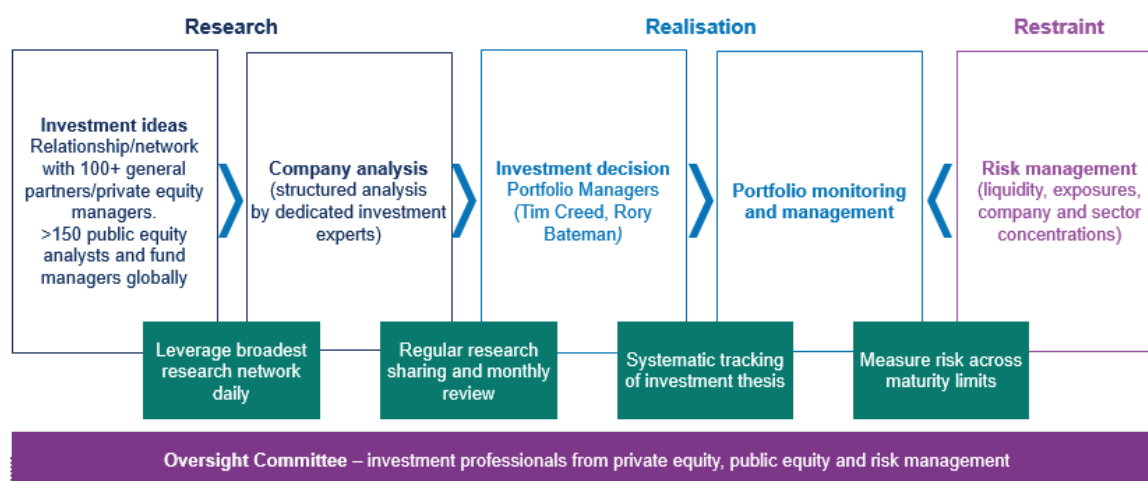 Research
Realisation
Restraint
Investment ideas
Relationship/network
with 100+ general
partners/private equity
managers.
>150 public equity
analysts and fund
managers globally
Company analysis
(structured analysis
by dedicated investment
experts)
Investment decision
Portfolio Managers
(Tim Creed, Rory
Bateman)
Portfolio monitoring
and management
Risk management
(liquidity, exposures,
company and sector
concentrations)
Leverage broadest
research network
daily
Regular research
sharing and monthly
review
Systematic tracking
of investment thesis
Measure risk across
maturity limits
Oversight Committee – investment professionals from private equity, public equity and risk management